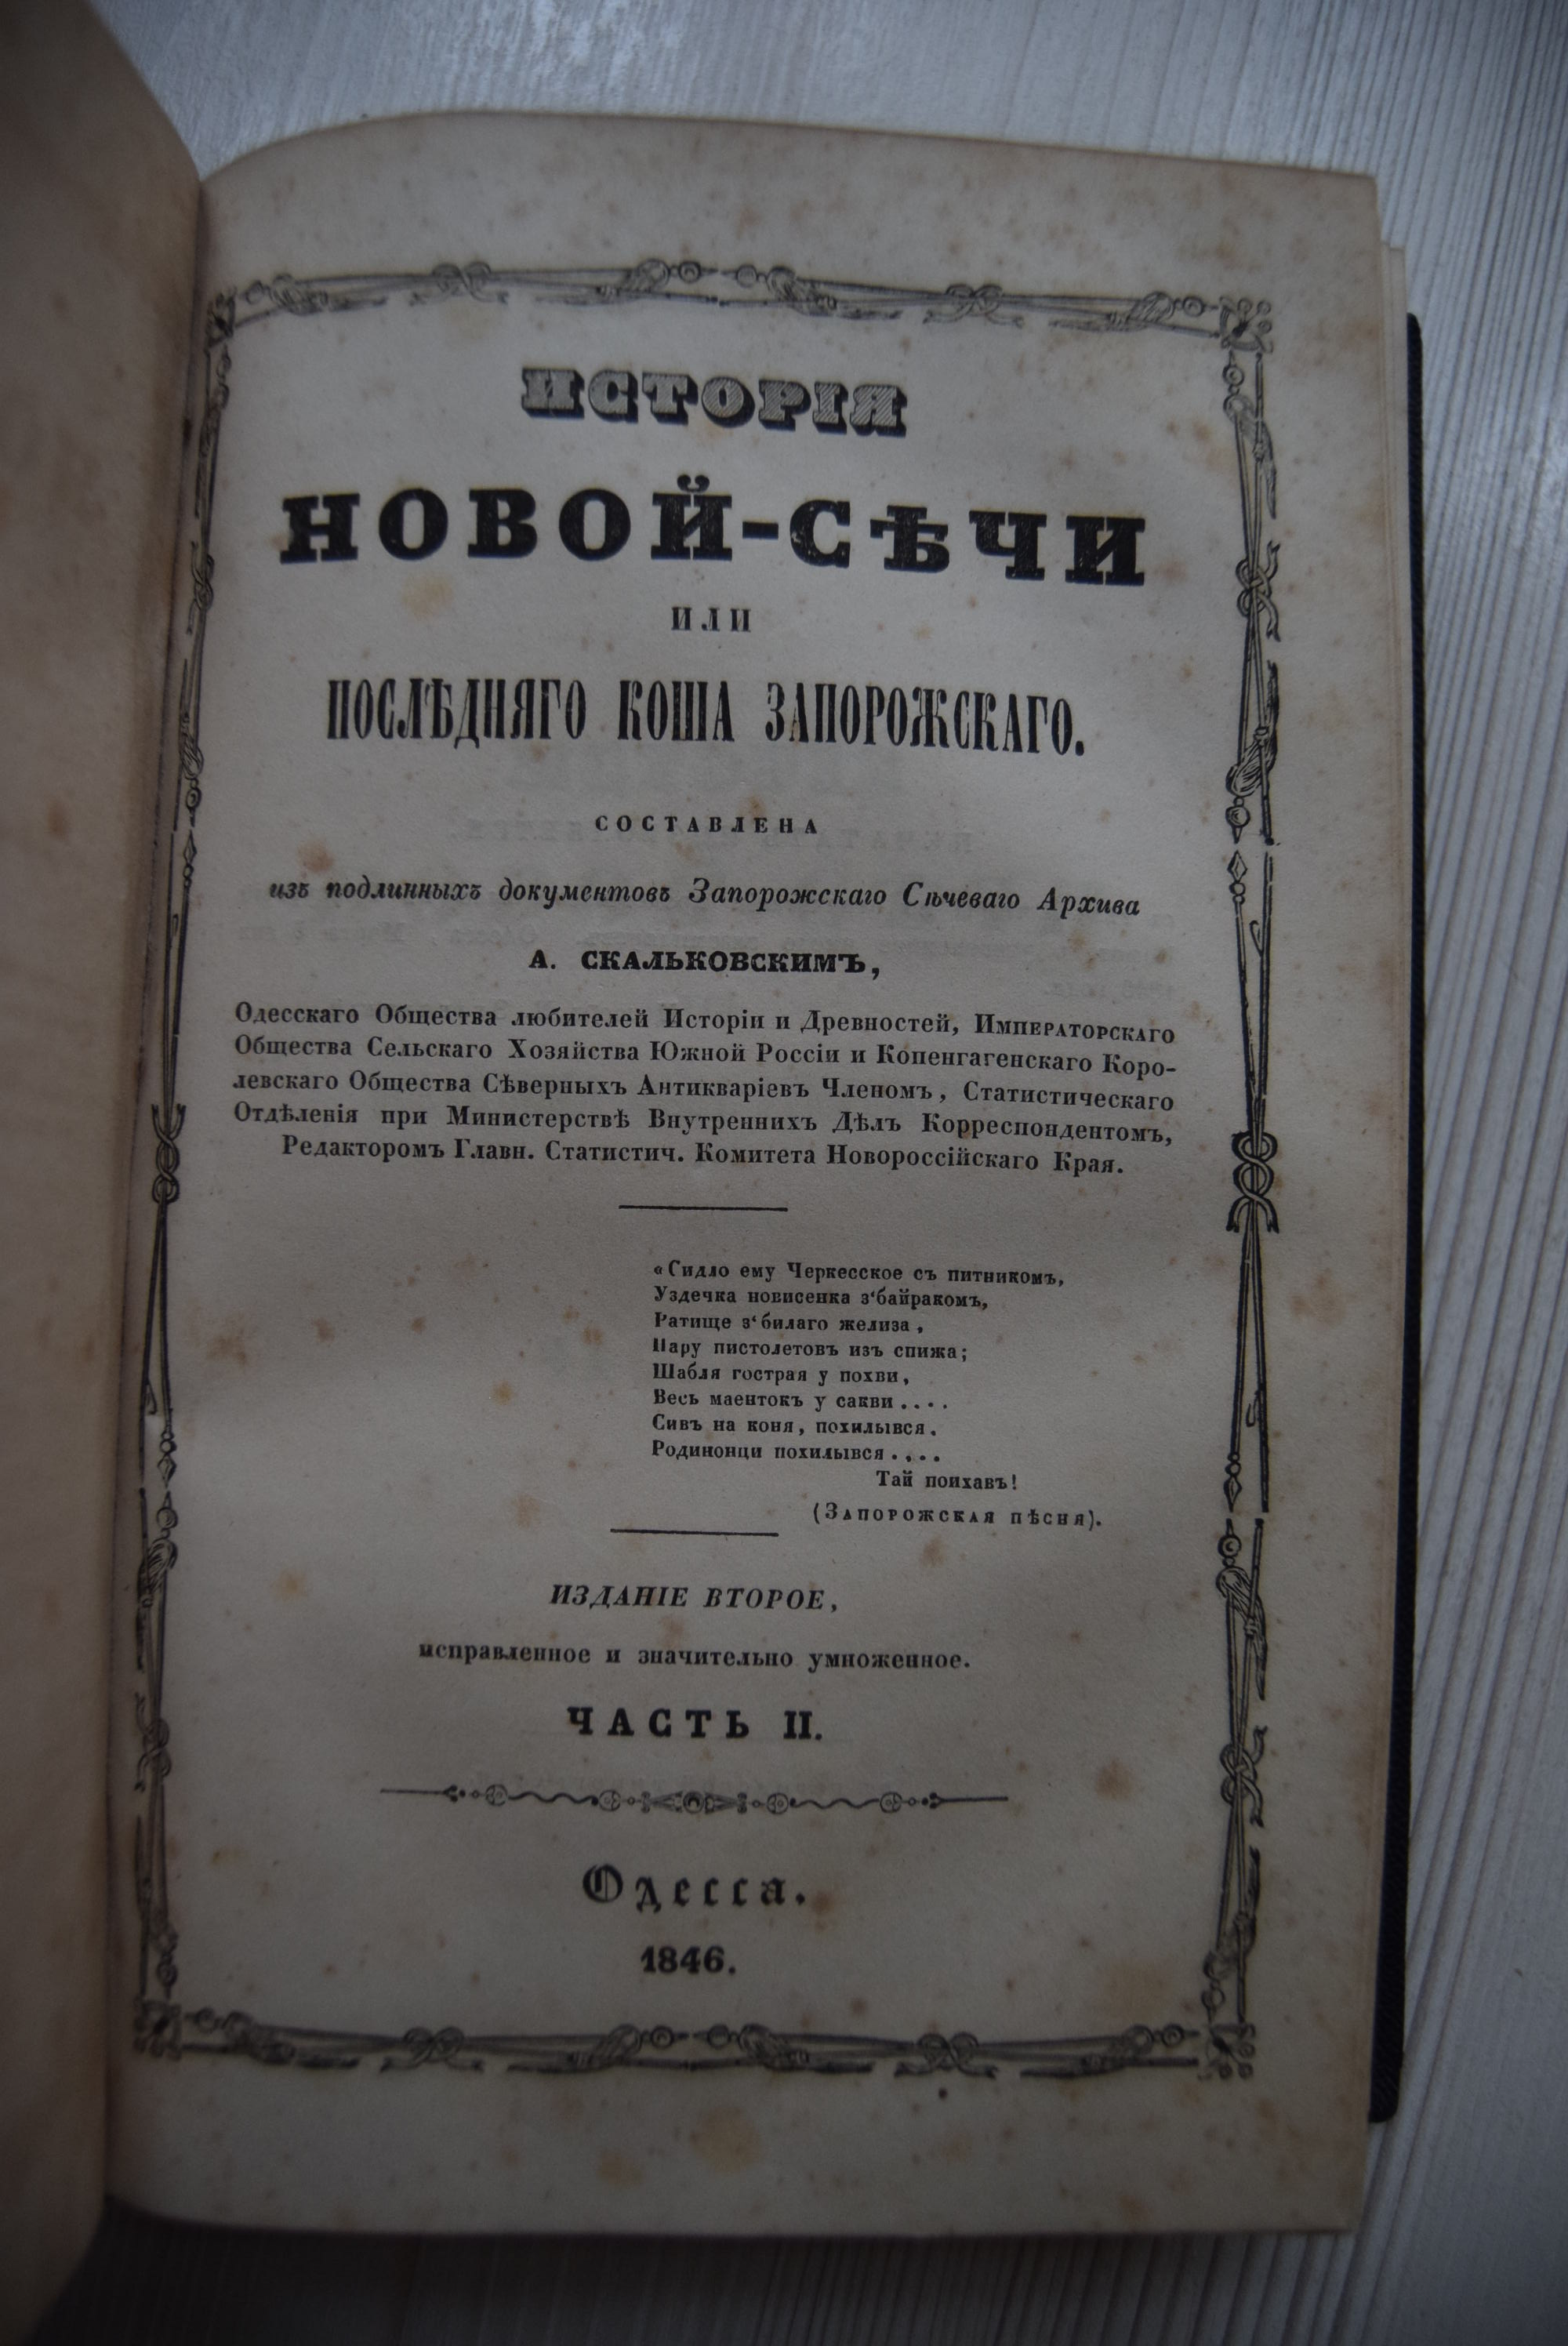 ИСТОРІЯ
НОВОЙ-СѢЧИ
ИЛИ
ПОСЛѢДНЯГО КОША ЗАПОРОЖСКАГО.
СОСТАВЛЕНА
изъ подлинныхъ документовъ Запорожскаго Сѣчеваго Архива
А. СКАЛЬКОВСКИМЪ,
Одесскаго Общества любителей Исторіи и Древностей, ИМПЕРАТОРСКАГО
Общества Сельскаго Хозяйства Южной Россіи и Копенгагенскаго Коро-
левскаго Общества Сѣверныхъ Антикваріевъ Членомъ, Статистическаго
Отдѣленія при Министерствѣ Внутреннихъ Дѣлъ Корреспондентомъ,
Редакторомъ Главн. Статистич. Комитета Новороссійскаго Края.
«Сидло ему Черкесское съ питникомъ,
Уздечка новисенка з‘байракомъ,
Ратище з‘билаго желиза,
Пару пистолетовъ изъ спижа;
Шабля гострая у похви,
Весь маентокъ у сакви....
Сивъ на коня, похилывся.
Родинонци похилывся....
Тай поихавъ!
(ЗАПОРОЖСКАЯ ПѢСНЯ).
ИЗДАНІЕ ВТОРОЕ,
исправленное и значительно умноженное.
ЧАСТЬ II.
Одесса.
1846.